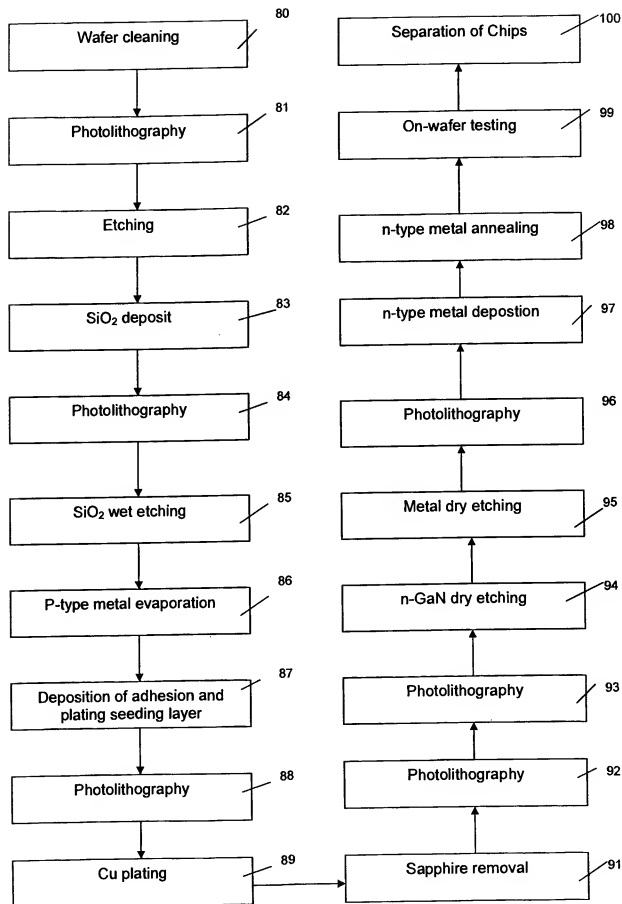 Wafer cleaning
80
Photolithography
81
Etching
82
SiO₂ deposit
83
Photolithography
84
SiO₂ wet etching
85
P-type metal evaporation
86
Deposition of adhesion and
plating seeding layer
87
Photolithography
88
Cu plating
89
Sapphire removal
91
Photolithography
92
Photolithography
93
n-GaN dry etching
94
Metal dry etching
95
Photolithography
96
n-type metal depostion
97
n-type metal annealing
98
On-wafer testing
99
Separation of Chips
100